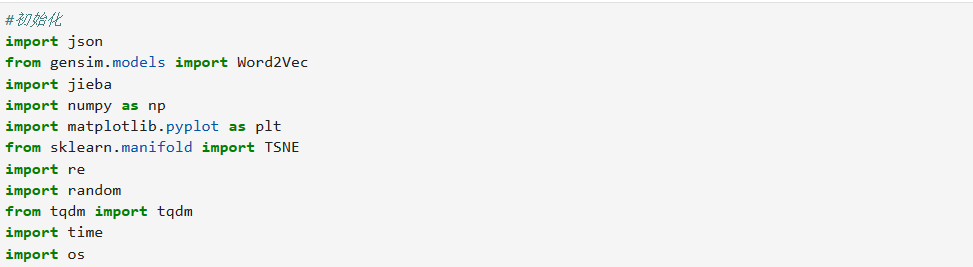 #初始化
import json
from gensim.models import Word2Vec
import jieba
import numpy as np
import matplotlib.pyplot as plt
from sklearn.manifold import TSNE
import re
import random
from tqdm import tqdm
import time
import os